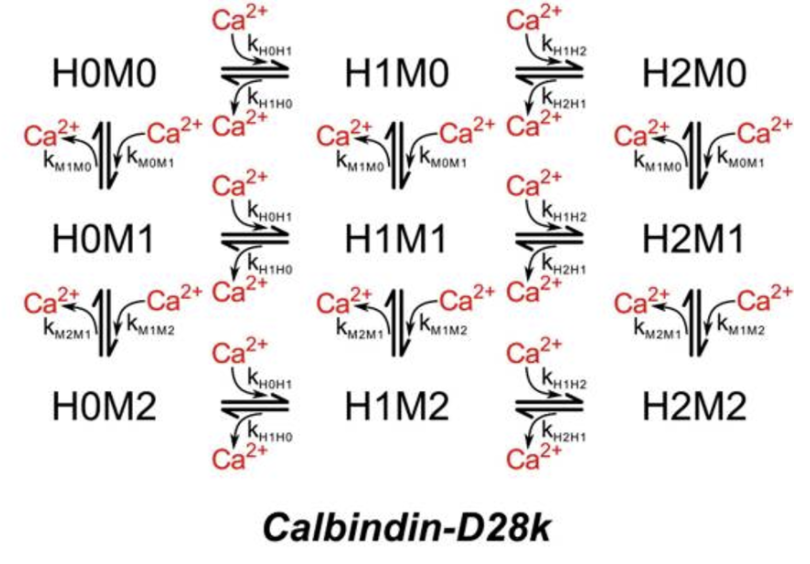 Ca2+ Ca2+
kH0H1 kH1H2
H0M0 H1M0 H2M0
kH1H0 kH2H1
Ca2+ Ca2+ Ca2+ Ca2+ Ca2+ Ca2+ Ca2+ Ca2+
kM1M0 kM0M1 kM1M0 kM0M1 kM1M0 kM0M1
Ca2+ Ca2+
kH0H1 kH1H2
H0M1 H1M1 H2M1
kH1H0 kH2H1
Ca2+ Ca2+ Ca2+ Ca2+ Ca2+ Ca2+ Ca2+ Ca2+
kM2M1 kM1M2 kM2M1 kM1M2 kM2M1 kM1M2
Ca2+ Ca2+
kH0H1 kH1H2
H0M2 H1M2 H2M2
kH1H0 kH2H1
Ca2+ Ca2+
Calbindin-D28k